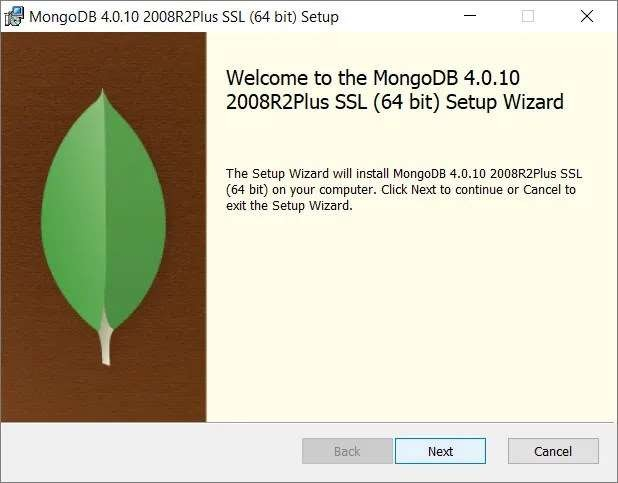 MongoDB 4.0.10 2008R2Plus SSL (64 bit) Setup
Welcome to the MongoDB 4.0.10
2008R2Plus SSL (64 bit) Setup Wizard
The Setup Wizard will install MongoDB 4.0.10 2008R2Plus SSL
(64 bit) on your computer. Click Next to continue or Cancel to
exit the Setup Wizard.
Back
Next
Cancel